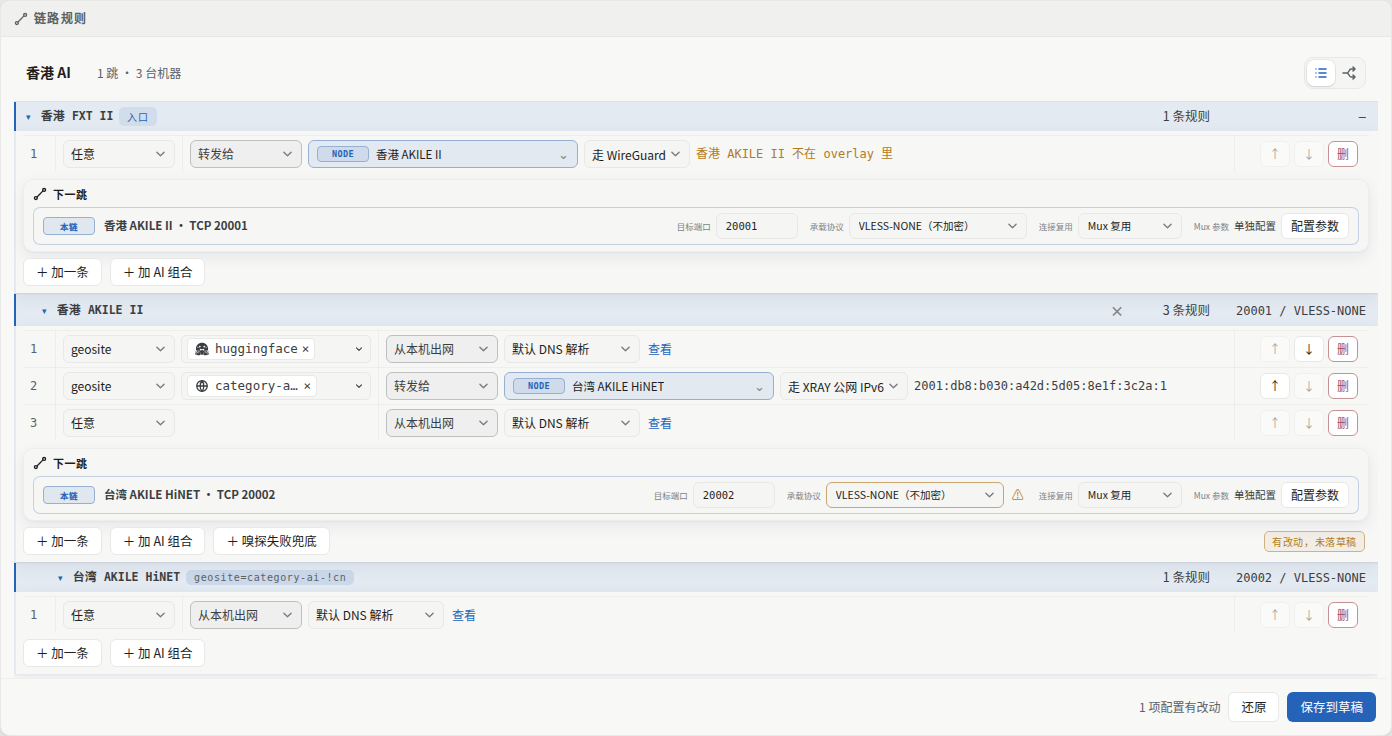 链路规则
香港 AI 1 跳 · 3 台机器
▾ 香港 FXT II 入口 1 条规则 —
1 任意 转发给 NODE 香港 AKILE II 走 WireGuard 香港 AKILE II 不在 overlay 里 ↑ ↓ 删
下一跳
本链 香港 AKILE II · TCP 20001 目标端口 20001 承载协议 VLESS-NONE（不加密） 连接复用 Mux 复用 Mux 参数 单独配置 配置参数
＋ 加一条 ＋ 加 AI 组合
▾ 香港 AKILE II × 3 条规则 20001 / VLESS-NONE
1 geosite huggingface × 从本机出网 默认 DNS 解析 查看 ↑ ↓ 删
2 geosite category-a… × 转发给 NODE 台湾 AKILE HiNET 走 XRAY 公网 IPv6 2001:db8:b030:a42d:5d05:8e1f:3c2a:1 ↑ ↓ 删
3 任意 从本机出网 默认 DNS 解析 查看 ↑ ↓ 删
下一跳
本链 台湾 AKILE HiNET · TCP 20002 目标端口 20002 承载协议 VLESS-NONE（不加密） 连接复用 Mux 复用 Mux 参数 单独配置 配置参数
＋ 加一条 ＋ 加 AI 组合 ＋ 嗅探失败兜底 有改动，未落草稿
▾ 台湾 AKILE HiNET geosite=category-ai-!cn 1 条规则 20002 / VLESS-NONE
1 任意 从本机出网 默认 DNS 解析 查看 ↑ ↓ 删
＋ 加一条 ＋ 加 AI 组合
1 项配置有改动 还原 保存到草稿